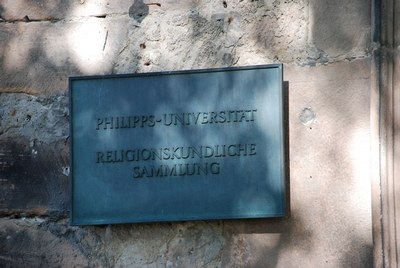 PHILIPPS-UNIVERSITÄT
RELIGIONSKUNDLICHE
SAMMLUNG